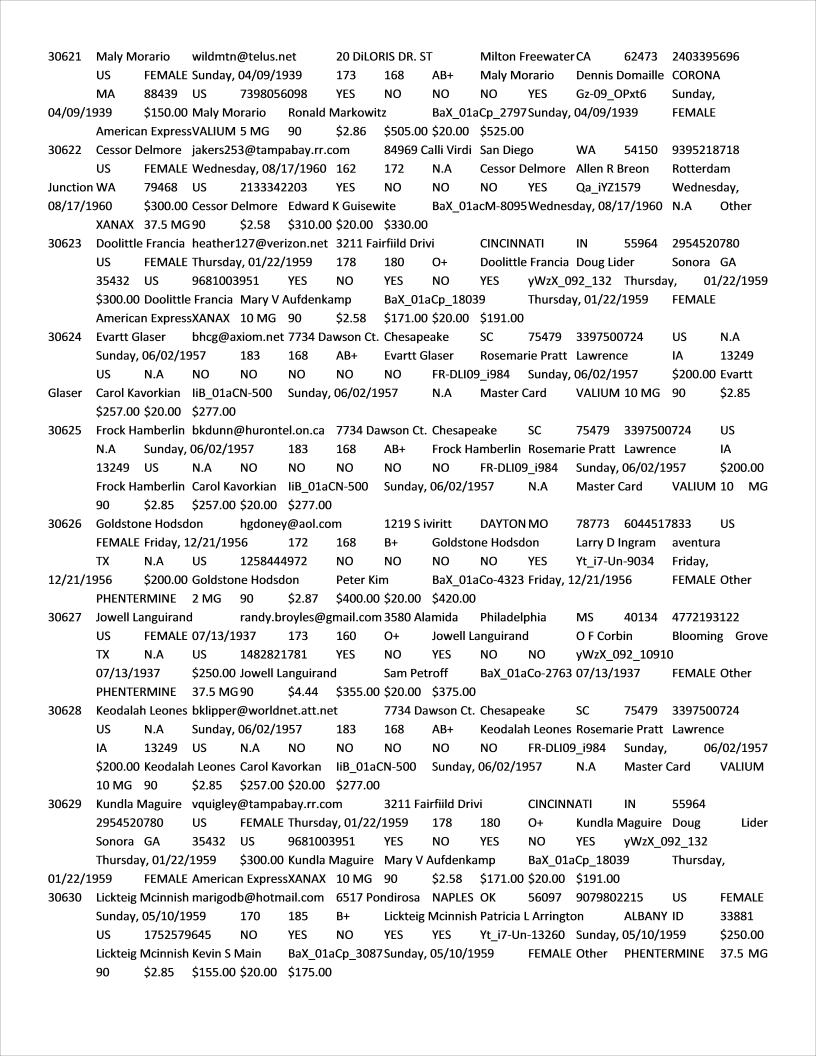 30621 Maly Morario wildmtn@telus.net 20 DiLORIS DR. ST Milton Freewater CA 62473 2403395696
US FEMALE Sunday, 04/09/1939 173 168 AB+ Maly Morario Dennis Domaille CORONA
MA 88439 US 7398056098 YES NO NO NO YES Gz-09_OPxt6 Sunday,
04/09/1939 $150.00 Maly Morario Ronald Markowitz BaX_01aCp_2797 Sunday, 04/09/1939 FEMALE
American Express VALIUM 5 MG 90 $2.86 $505.00 $20.00 $525.00
30622 Cessor Delmore jakers253@tampabay.rr.com 84969 Calli Virdi San Diego WA 54150 9395218718
US FEMALE Wednesday, 08/17/1960 162 172 N.A Cessor Delmore Allen R Breon Rotterdam
Junction WA 79468 US 2133342203 YES NO NO NO YES Qa_iYZ1579 Wednesday,
08/17/1960 $300.00 Cessor Delmore Edward K Guisewite BaX_01acM-8095 Wednesday, 08/17/1960 N.A Other
XANAX 37.5 MG 90 $2.58 $310.00 $20.00 $330.00
30623 Doolittle Francia heather127@verizon.net 3211 Fairfiild Drivi CINCINNATI IN 55964 2954520780
US FEMALE Thursday, 01/22/1959 178 180 O+ Doolittle Francia Doug Lider Sonora GA
35432 US 9681003951 YES NO YES NO YES yWzX_092_132 Thursday, 01/22/1959
$300.00 Doolittle Francia Mary V Aufdenkamp BaX_01aCp_18039 Thursday, 01/22/1959 FEMALE
American Express XANAX 10 MG 90 $2.58 $171.00 $20.00 $191.00
30624 Evartt Glaser bhcg@axiom.net 7734 Dawson Ct. Chesapeake SC 75479 3397500724 US N.A
Sunday, 06/02/1957 183 168 AB+ Evartt Glaser Rosemarie Pratt Lawrence IA 13249
US N.A NO NO NO NO NO FR-DLI09_i984 Sunday, 06/02/1957 $200.00 Evartt
Glaser Carol Kavorkian IiB_01aCN-500 Sunday, 06/02/1957 N.A Master Card VALIUM 10 MG 90 $2.85
$257.00 $20.00 $277.00
30625 Frock Hamberlin bkdunn@hurontel.on.ca 7734 Dawson Ct. Chesapeake SC 75479 3397500724 US
N.A Sunday, 06/02/1957 183 168 AB+ Frock Hamberlin Rosemarie Pratt Lawrence IA
13249 US N.A NO NO NO NO NO FR-DLI09_i984 Sunday, 06/02/1957 $200.00
Frock Hamberlin Carol Kavorkian IiB_01aCN-500 Sunday, 06/02/1957 N.A Master Card VALIUM 10 MG
90 $2.85 $257.00 $20.00 $277.00
30626 Goldstone Hodsdon hgdoney@aol.com 1219 S iviritt DAYTON MO 78773 6044517833 US
FEMALE Friday, 12/21/1956 172 168 B+ Goldstone Hodsdon Larry D Ingram aventura
TX N.A US 1258444972 NO NO NO NO YES Yt_i7-Un-9034 Friday,
12/21/1956 $200.00 Goldstone Hodsdon Peter Kim BaX_01aCo-4323 Friday, 12/21/1956 FEMALE Other
PHENTERMINE 2 MG 90 $2.87 $400.00 $20.00 $420.00
30627 Jowell Languirand randy.broyles@gmail.com 3580 Alamida Philadelphia MS 40134 4772193122
US FEMALE 07/13/1937 173 160 O+ Jowell Languirand O F Corbin Blooming Grove
TX N.A US 1482821781 YES NO YES NO NO yWzX_092_10910
07/13/1937 $250.00 Jowell Languirand Sam Petroff BaX_01aCo-2763 07/13/1937 FEMALE Other
PHENTERMINE 37.5 MG 90 $4.44 $355.00 $20.00 $375.00
30628 Keodalah Leones bklipper@worldnet.att.net 7734 Dawson Ct. Chesapeake SC 75479 3397500724
US N.A Sunday, 06/02/1957 183 168 AB+ Keodalah Leones Rosemarie Pratt Lawrence
IA 13249 US N.A NO NO NO NO NO FR-DLI09_i984 Sunday, 06/02/1957
$200.00 Keodalah Leones Carol Kavorkan IiB_01aCN-500 Sunday, 06/02/1957 N.A Master Card VALIUM
10 MG 90 $2.85 $257.00 $20.00 $277.00
30629 Kundla Maguire vquigley@tampabay.rr.com 3211 Fairfiild Drivi CINCINNATI IN 55964
2954520780 US FEMALE Thursday, 01/22/1959 178 180 O+ Kundla Maguire Doug Lider
Sonora GA 35432 US 9681003951 YES NO YES NO YES yWzX_092_132
Thursday, 01/22/1959 $300.00 Kundla Maguire Mary V Aufdenkamp BaX_01aCp_18039 Thursday,
01/22/1959 FEMALE American Express XANAX 10 MG 90 $2.58 $171.00 $20.00 $191.00
30630 Lickteig Mcinnish marigodb@hotmail.com 6517 Pondirosa NAPLES OK 56097 9079802215 US FEMALE
Sunday, 05/10/1959 170 185 B+ Lickteig Mcinnish Patricia L Arrington ALBANY ID 33881
US 1752579645 NO YES NO YES YES Yt_i7-Un-13260 Sunday, 05/10/1959 $250.00
Lickteig Mcinnish Kevin S Main BaX_01aCp_3087 Sunday, 05/10/1959 FEMALE Other PHENTERMINE 37.5 MG
90 $2.85 $155.00 $20.00 $175.00